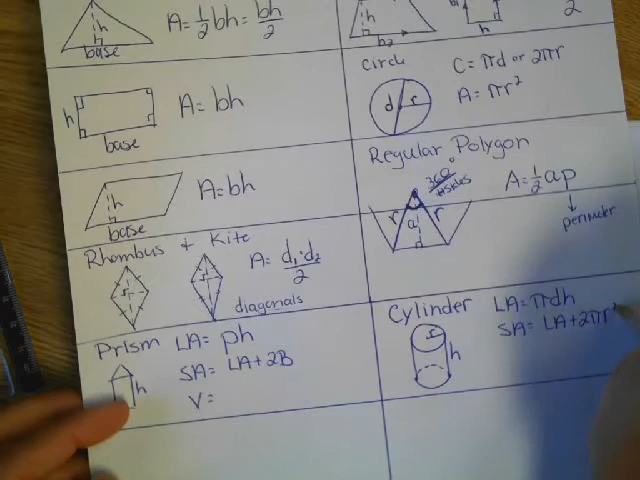 h
base
A = 1/2 bh = bh/2
h
b2
h
2
h
base
A = bh
Circle
d r
C = πd or 2πr
A = πr²
h
base
A = bh
Regular Polygon
360°
#sides
r a r
A = 1/2 ap
↓
perimeter
Rhombus + Kite
A = d1·d2/2
diagonals
Prism LA = ph
h
SA = LA + 2B
V =
Cylinder LA = πdh
SA = LA + 2πr²
r
h